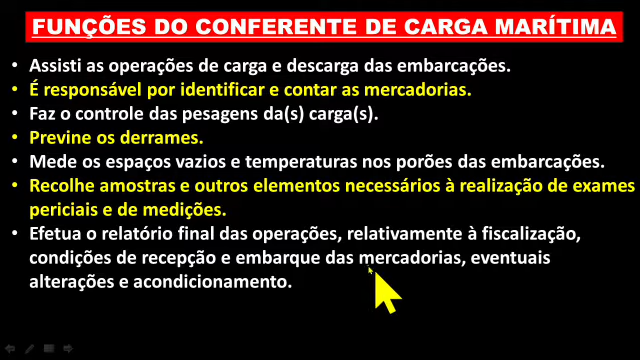 FUNÇÕES DO CONFERENTE DE CARGA MARÍTIMA
• Assisti as operações de carga e descarga das embarcações.
• É responsável por identificar e contar as mercadorias.
• Faz o controle das pesagens da(s) carga(s).
• Previne os derrames.
• Mede os espaços vazios e temperaturas nos porões das embarcações.
• Recolhe amostras e outros elementos necessários à realização de exames
periciais e de medições.
• Efetua o relatório final das operações, relativamente à fiscalização,
condições de recepção e embarque das mercadorias, eventuais
alterações e acondicionamento.